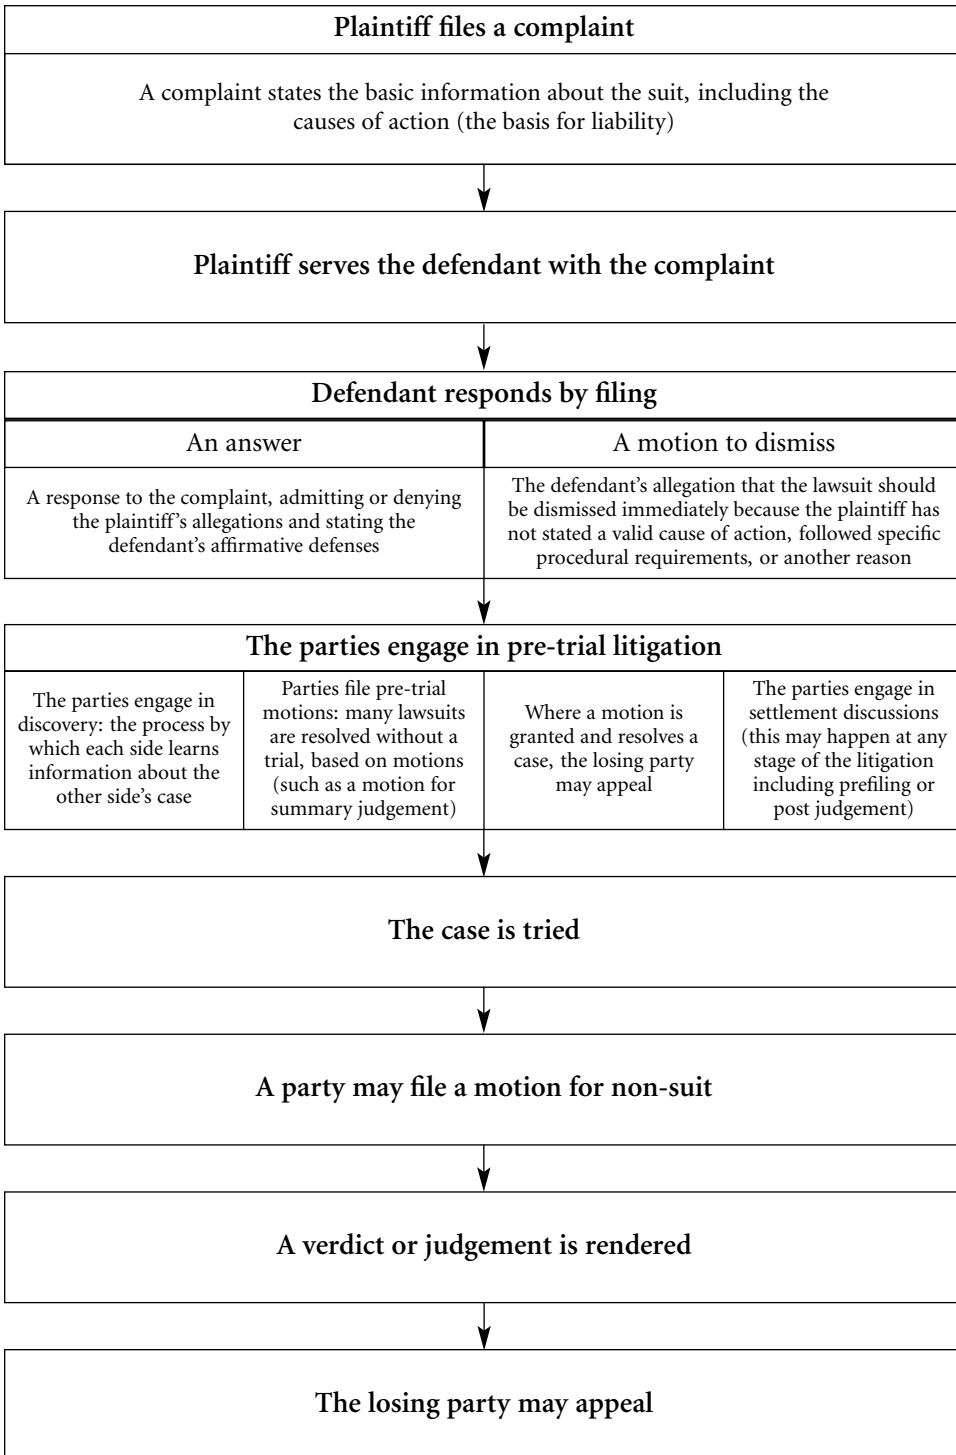 Plaintiff files a complaint
A complaint states the basic information about the suit, including the
causes of action (the basis for liability)
Plaintiff serves the defendant with the complaint
Defendant responds by filing
An answer
A response to the complaint, admitting or denying
the plaintiff’s allegations and stating the
defendant’s affirmative defenses
A motion to dismiss
The defendant’s allegation that the lawsuit should
be dismissed immediately because the plaintiff has
not stated a valid cause of action, followed specific
procedural requirements, or another reason
The parties engage in pre-trial litigation
The parties engage in
discovery: the process by
which each side learns
information about the
other side’s case
Parties file pre-trial
motions: many lawsuits
are resolved without a
trial, based on motions
(such as a motion for
summary judgement)
Where a motion is
granted and resolves a
case, the losing party
may appeal
The parties engage in
settlement discussions
(this may happen at any
stage of the litigation
including prefiling or
post judgement)
The case is tried
A party may file a motion for non-suit
A verdict or judgement is rendered
The losing party may appeal